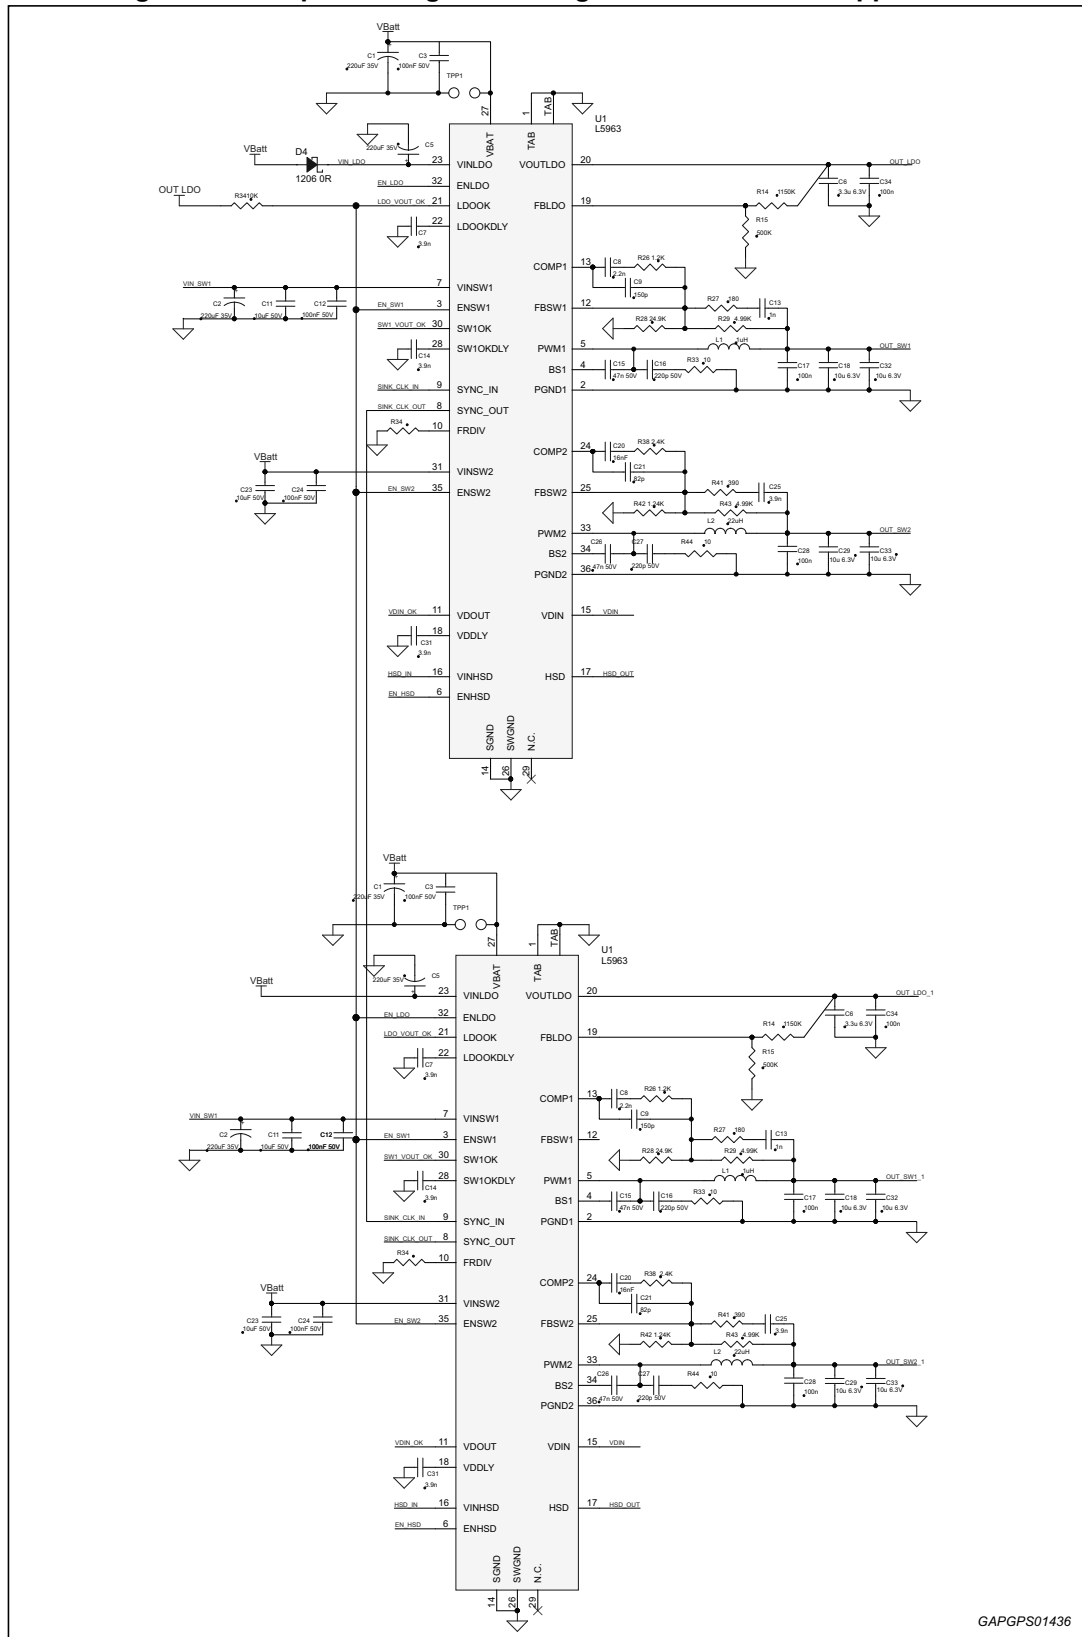 VBatt
C1
220uF 35V
C3
100nF 50V
TPP1
27
1
TAB
U1
L5963
VBAT
TAB
220uF 35V
C5
VBatt
D4
1206 0R
VIN_LDO
23
VINLDO
VOUTLDO
20
OUT_LDO
EN_LDO
32
ENLDO
OUT LDO
R3410K
LDO_VOUT_OK
21
LDOOK
FBLDO
19
R14
1150K
C6
3.3u 6.3V
C34
100n
R15
500K
22
LDOOKDLY
C7
3.9n
COMP1
13
C8
2.2n
R26 1.2K
C9
150p
VIN_SW1
7
VINSW1
C2
220uF 35V
C11
10uF 50V
C12
100nF 50V
EN_SW1
3
ENSW1
FBSW1
12
R27
180
C13
1n
SW1_VOUT_OK
30
SW1OK
R28 24.9K
R29
4.99K
28
SW1OKDLY
C14
3.9n
PWM1
5
L1
1uH
OUT_SW1
BS1
4
C15
47n 50V
C16
220p 50V
R33
10
C17
100n
C18
10u 6.3V
C32
10u 6.3V
SINK_CLK_IN
9
SYNC_IN
PGND1
2
SINK_CLK_OUT
8
SYNC_OUT
R34
10
FRDIV
COMP2
24
C20
16nF
R38 2.4K
C21
82p
VBatt
31
VINSW2
C23
10uF 50V
C24
100nF 50V
EN_SW2
35
ENSW2
FBSW2
25
R41
390
C25
3.9n
R42 1.24K
R43
4.99K
PWM2
33
L2
22uH
OUT_SW2
BS2
34
C26
47n 50V
C27
220p 50V
R44
10
C28
100n
C29
10u 6.3V
C33
10u 6.3V
PGND2
36
VDIN_OK
11
VDOUT
VDIN
15
VDIN
18
VDDLY
C31
3.9n
HSD_IN
16
VINHSD
HSD
17
HSD_OUT
EN_HSD
6
ENHSD
SGND
SWGND
N.C.
14
26
29
VBatt
C1
220uF 35V
C3
100nF 50V
TPP1
27
1
TAB
U1
L5963
VBAT
TAB
220uF 35V
C5
VBatt
23
VINLDO
VOUTLDO
20
OUT_LDO_1
EN_LDO
32
ENLDO
LDO_VOUT_OK
21
LDOOK
FBLDO
19
R14
1150K
C6
3.3u 6.3V
C34
100n
R15
500K
22
LDOOKDLY
C7
3.9n
COMP1
13
C8
2.2n
R26 1.2K
C9
150p
VIN_SW1
7
VINSW1
C2
220uF 35V
C11
10uF 50V
C12
100nF 50V
EN_SW1
3
ENSW1
FBSW1
12
R27
180
C13
1n
SW1_VOUT_OK
30
SW1OK
R28 24.9K
R29
4.99K
28
SW1OKDLY
C14
3.9n
PWM1
5
L1
1uH
OUT_SW1_1
BS1
4
C15
47n 50V
C16
220p 50V
R33
10
C17
100n
C18
10u 6.3V
C32
10u 6.3V
SINK_CLK_IN
9
SYNC_IN
PGND1
2
SINK_CLK_OUT
8
SYNC_OUT
R34
10
FRDIV
COMP2
24
C20
16nF
R38 2.4K
C21
82p
VBatt
31
VINSW2
C23
10uF 50V
C24
100nF 50V
EN_SW2
35
ENSW2
FBSW2
25
R41
390
C25
3.9n
R42 1.24K
R43
4.99K
PWM2
33
L2
22uH
OUT_SW2_1
BS2
34
C26
47n 50V
C27
220p 50V
R44
10
C28
100n
C29
10u 6.3V
C33
10u 6.3V
PGND2
36
VDIN_OK
11
VDOUT
VDIN
15
VDIN
18
VDDLY
C31
3.9n
HSD_IN
16
VINHSD
HSD
17
HSD_OUT
EN_HSD
6
ENHSD
SGND
SWGND
N.C.
14
26
29
GAPGPS01436